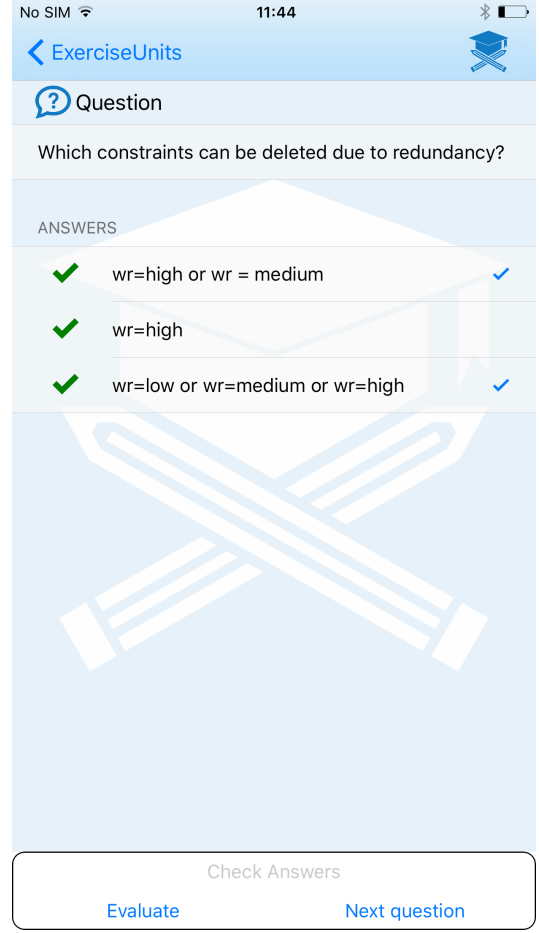 No SIM 11:44
ExerciseUnits
? Question
Which constraints can be deleted due to redundancy?
ANSWERS
wr=high or wr = medium
wr=high
wr=low or wr=medium or wr=high
Check Answers
Evaluate Next question